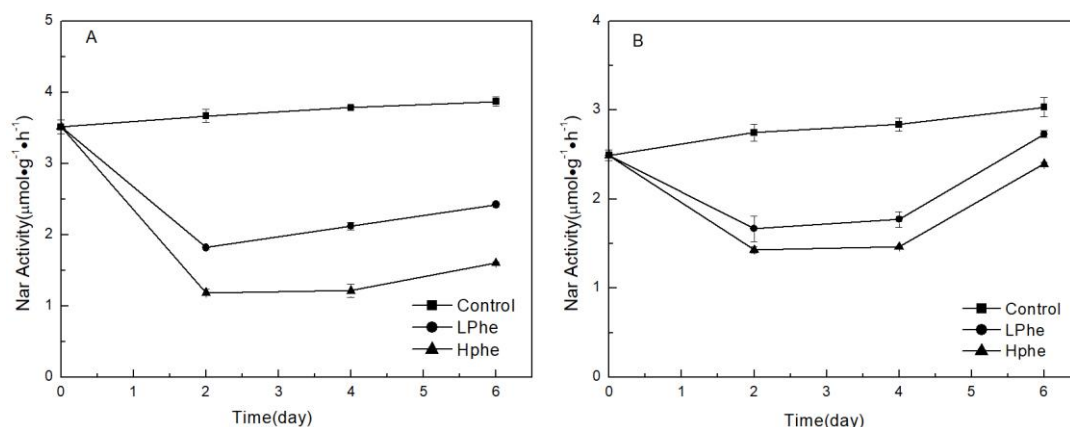 A
Nar Activity(μmol•g⁻¹•h⁻¹)
5
4
3
2
1
0
Control
LPhe
Hphe
0 1 2 3 4 5 6
Time(day)
B
Nar Activity(μmol•g⁻¹•h⁻¹)
4
3
2
1
0
Control
LPhe
Hphe
0 1 2 3 4 5 6
Time(day)